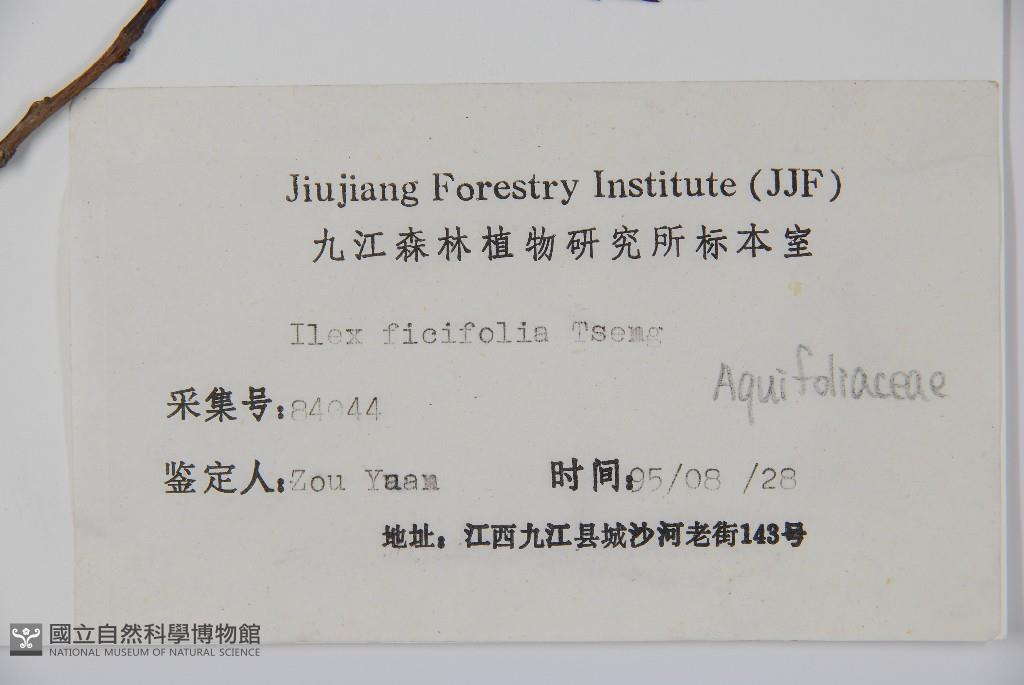 Jiujiang Forestry Institute (JJF)
九江森林植物研究所标本室
Ilex ficifolia Tsemg
Aquifoliaceae
采集号:84044
鉴定人:Zou Yuan 时间:95/08 /28
地址：江西九江县城沙河老街143号
國立自然科學博物館
NATIONAL MUSEUM OF NATURAL SCIENCE